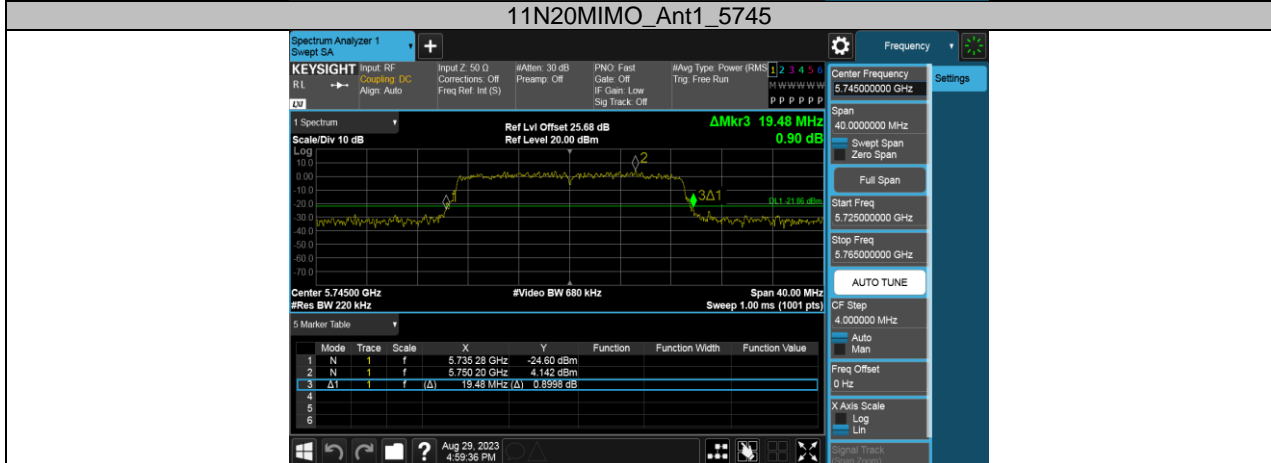 11N20MIMO_Ant1_5745
Spectrum Analyzer 1
Swept SA
+
Frequency
KEYSIGHT Input: RF Input Z: 50 Ω #Atten: 30 dB PNO: Fast #Avg Type: Power (RMS 1 2 3 4 5 6
RL Coupling: DC Corrections: Off Preamp: Off Gate: Off Trig: Free Run M W W W W W
Align: Auto Freq Ref: Int (S) IF Gain: Low
Sig Track: Off P P P P P P
LXI
Center Frequency
5.745000000 GHz
Settings
1 Spectrum
Ref Lvl Offset 25.68 dB
ΔMkr3 19.48 MHz
Scale/Div 10 dB
Ref Level 20.00 dBm
0.90 dB
Log
10.0
0.00
-10.0
-20.0
-30.0
-40.0
-50.0
-60.0
-70.0
2
3Δ1
DL1 -21.86 dBm
Center 5.74500 GHz #Video BW 680 kHz Span 40.00 MHz
#Res BW 220 kHz Sweep 1.00 ms (1001 pts)
Span
40.0000000 MHz
Swept Span
Zero Span
Full Span
Start Freq
5.725000000 GHz
Stop Freq
5.765000000 GHz
AUTO TUNE
CF Step
4.000000 MHz
Auto
Man
Freq Offset
0 Hz
X Axis Scale
Log
Lin
Signal Track
(Span Zoom)
5 Marker Table
Mode Trace Scale X Y Function Function Width Function Value
1 N 1 f 5.735 28 GHz -24.60 dBm
2 N 1 f 5.750 20 GHz 4.142 dBm
3 Δ1 1 f (Δ) 19.48 MHz (Δ) 0.8998 dB
4
5
6
? Aug 29, 2023
4:59:36 PM